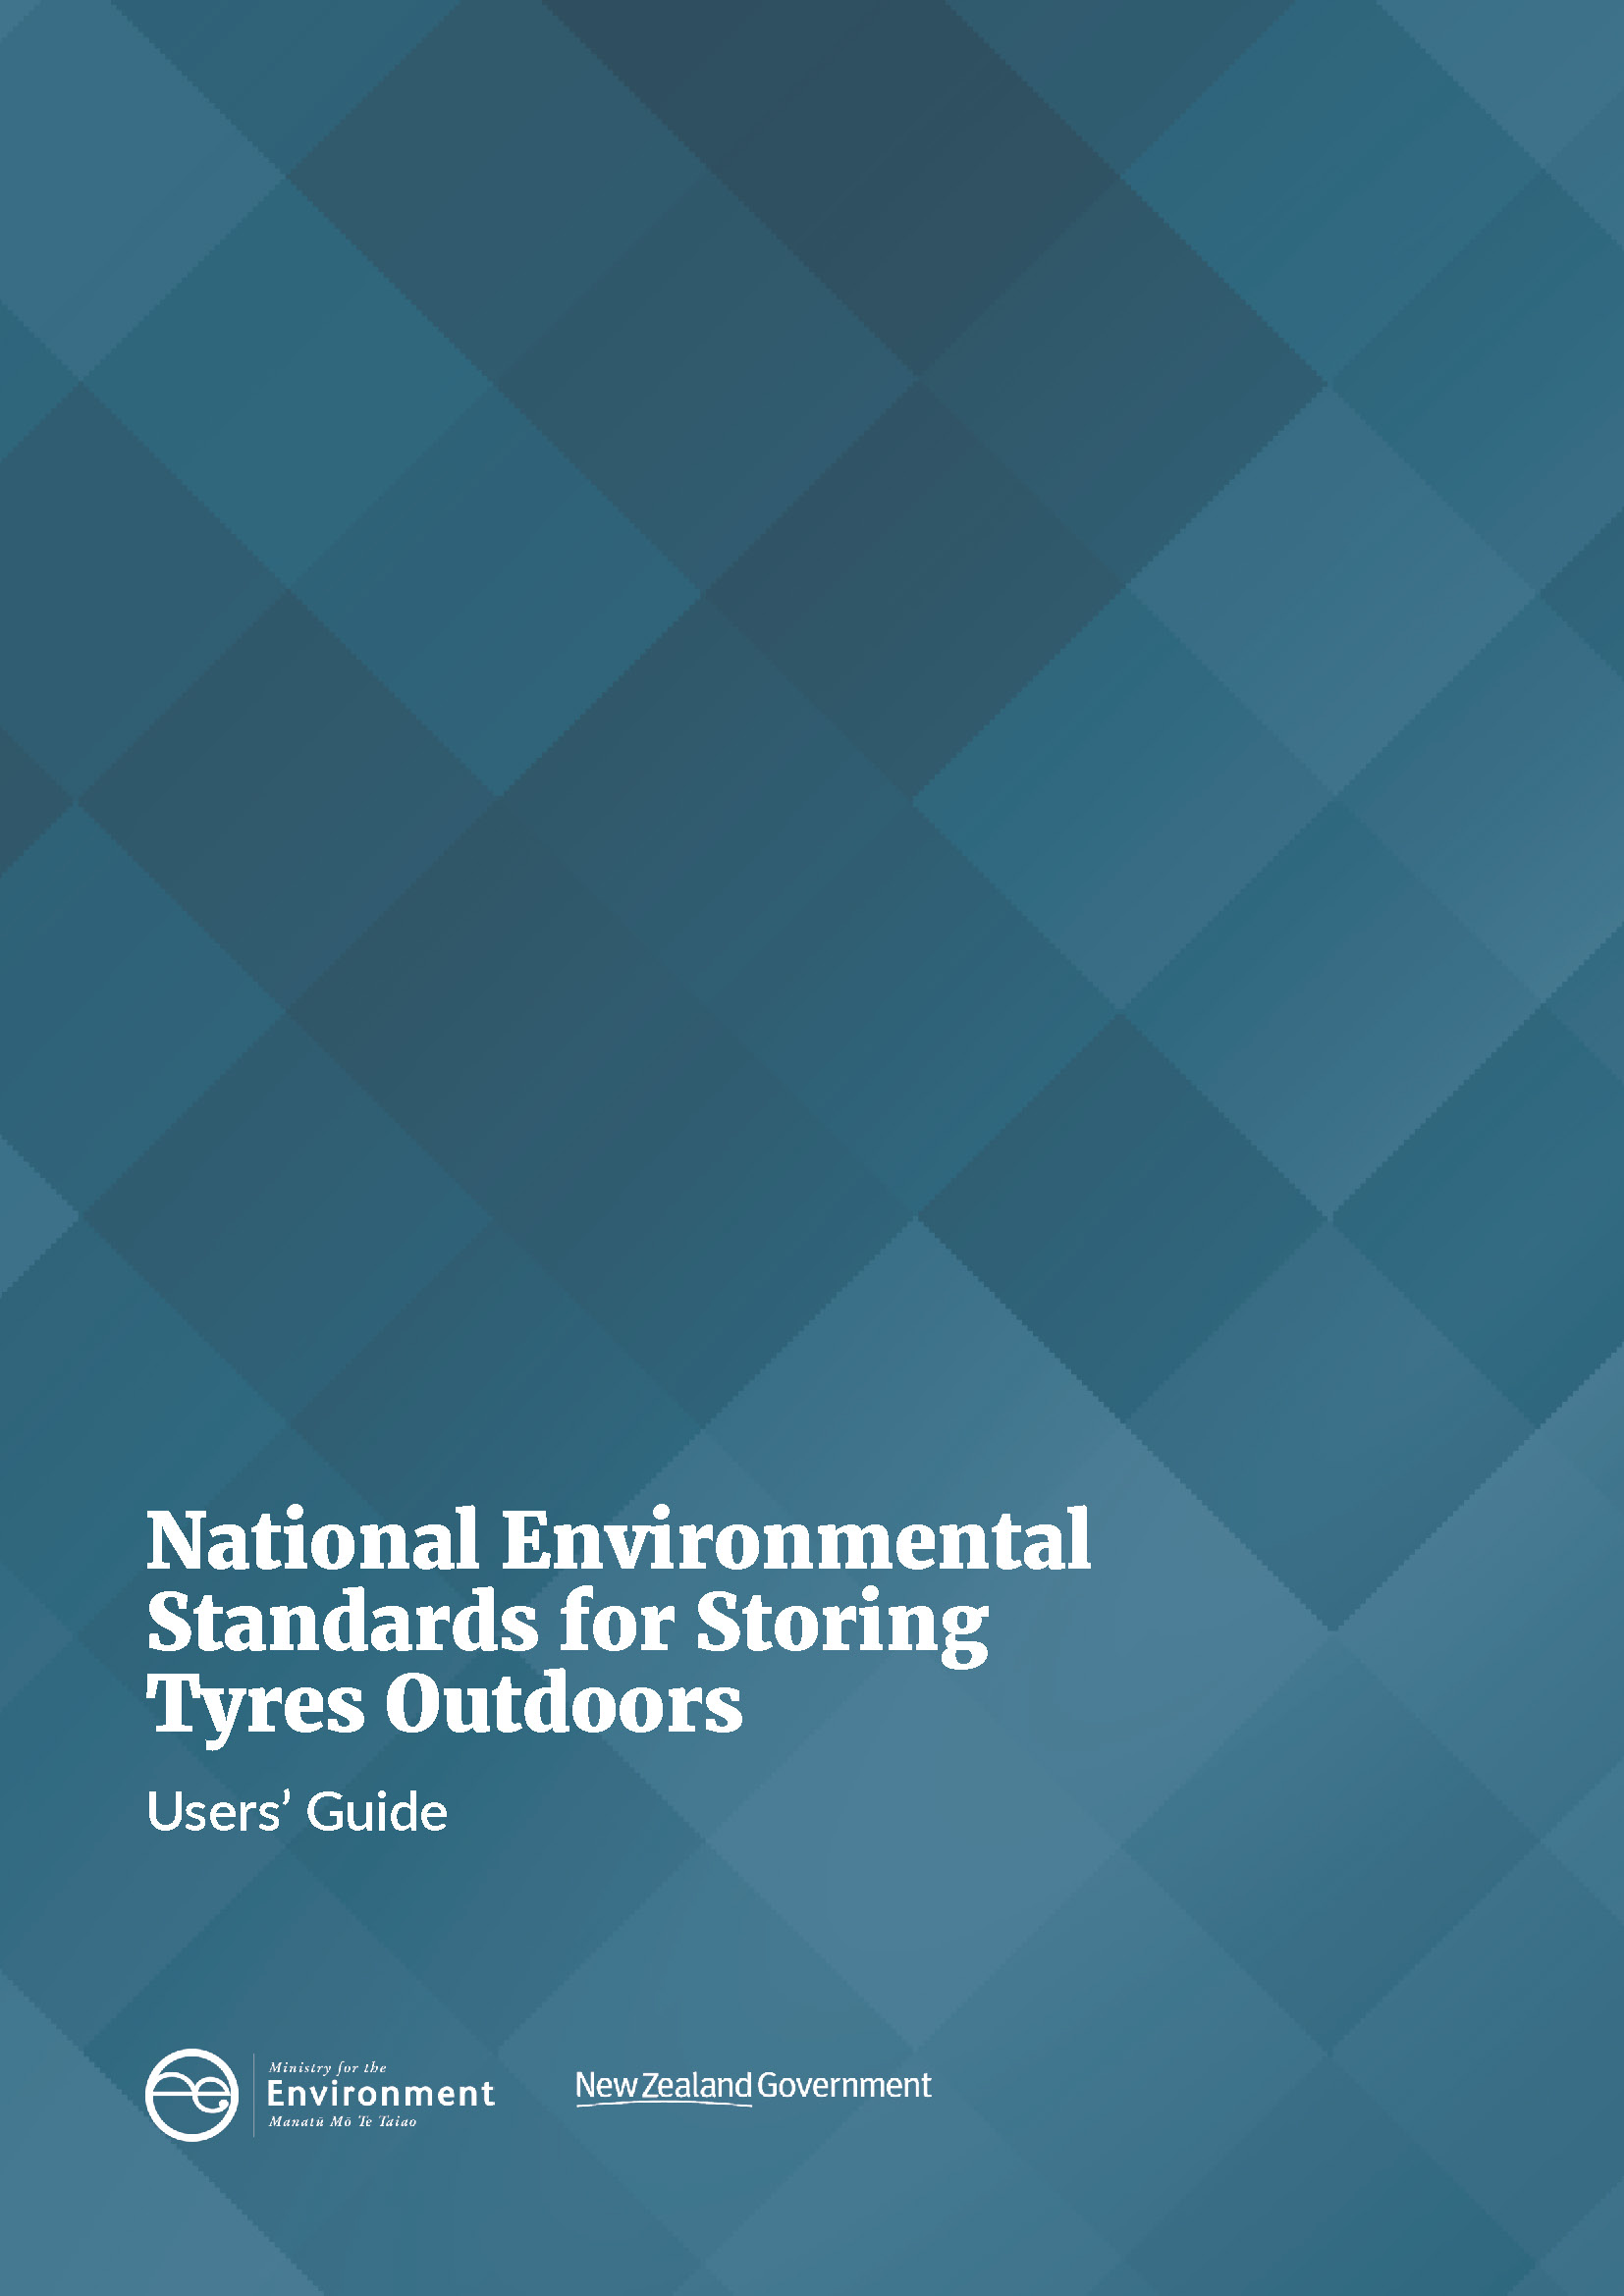 National Environmental
Standards for Storing
Tyres Outdoors
Users’ Guide
Ministry for the
Environment
Manatū Mō Te Taiao
New Zealand Government